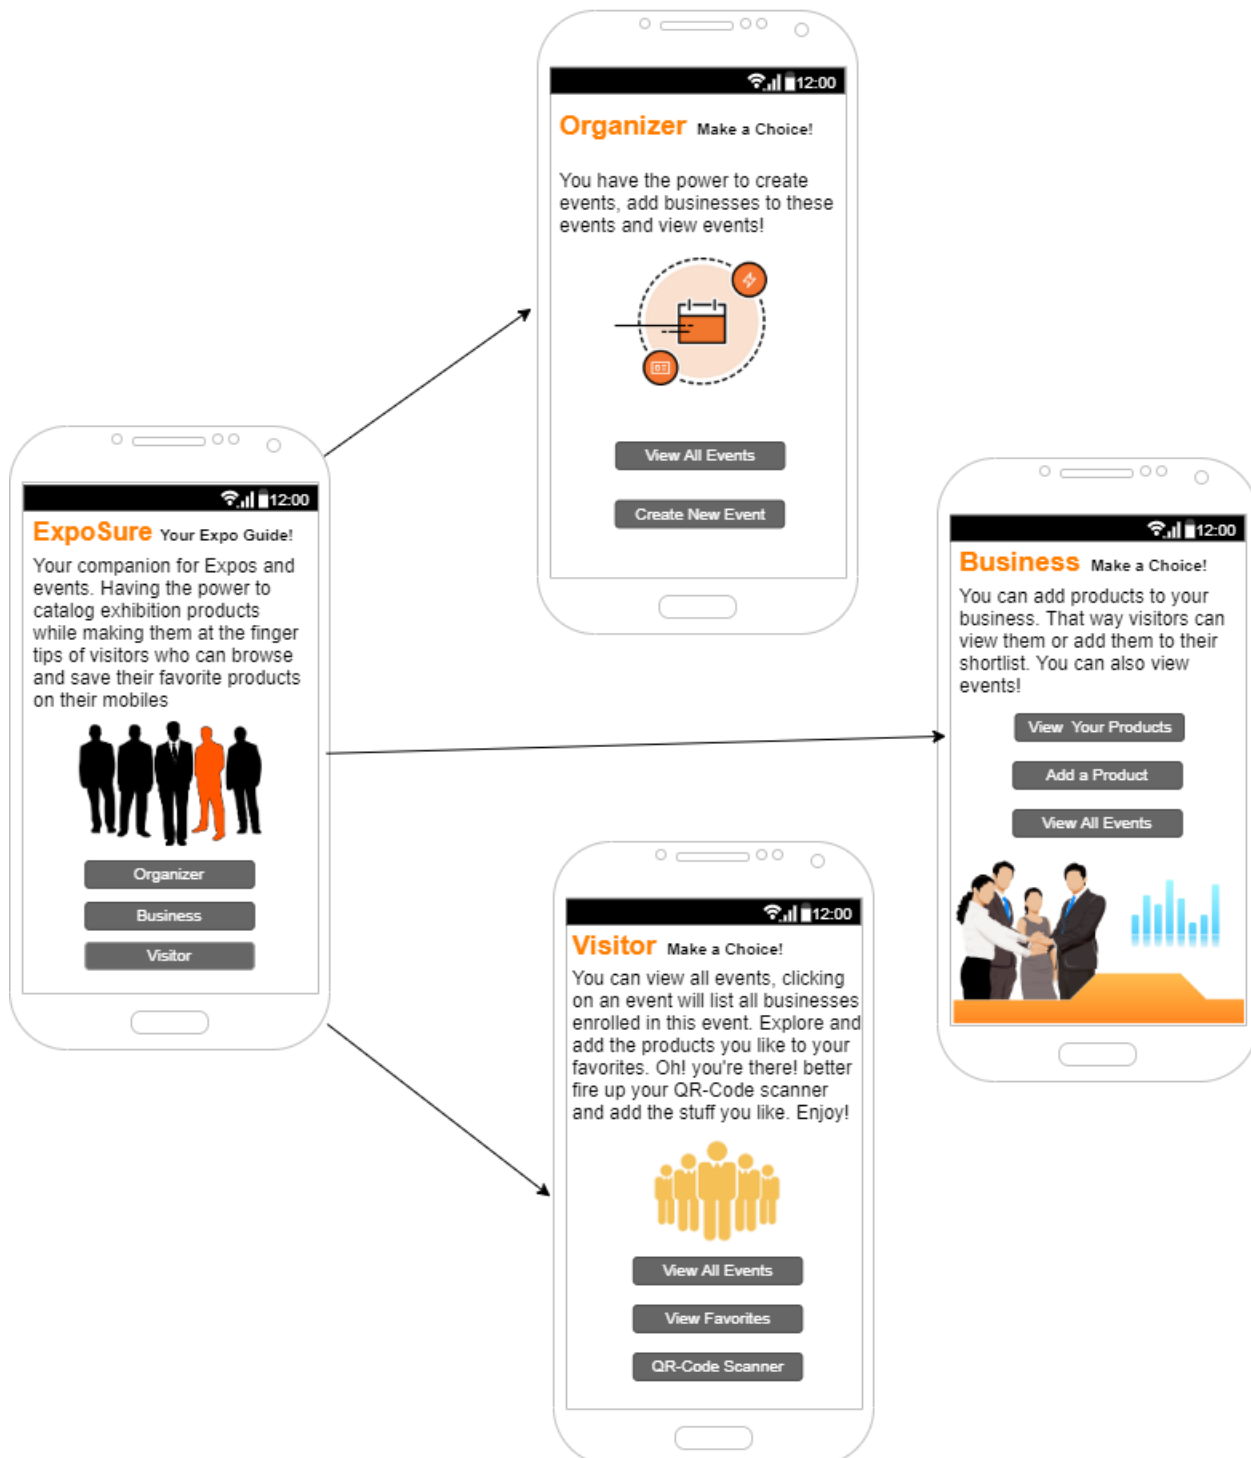 12:00
Organizer Make a Choice!
You have the power to create
events, add businesses to these
events and view events!
View All Events
Create New Event
12:00
ExpoSure Your Expo Guide!
Your companion for Expos and
events. Having the power to
catalog exhibition products
while making them at the finger
tips of visitors who can browse
and save their favorite products
on their mobiles
Organizer
Business
Visitor
12:00
Business Make a Choice!
You can add products to your
business. That way visitors can
view them or add them to their
shortlist. You can also view
events!
View Your Products
Add a Product
View All Events
12:00
Visitor Make a Choice!
You can view all events, clicking
on an event will list all businesses
enrolled in this event. Explore and
add the products you like to your
favorites. Oh! you're there! better
fire up your QR-Code scanner
and add the stuff you like. Enjoy!
View All Events
View Favorites
QR-Code Scanner